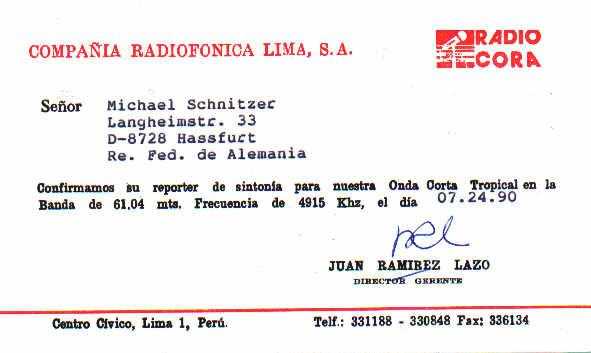 COMPAÑIA RADIOFONICA LIMA, S.A.
RADIO
CORA
Señor Michael Schnitzer
Langheimstr. 33
D-8728 Hassfurt
Re. Fed. de Alemania
Confirmamos su reporter de sintonía para nuestra Onda Corta Tropical en la
Banda de 61.04 mts. Frecuencia de 4915 Khz, el día 07.24.90
JUAN RAMIREZ LAZO
DIRECTOR GERENTE
Centro Cívico, Lima 1, Perú. Telf.: 331188 - 330848 Fax: 336134